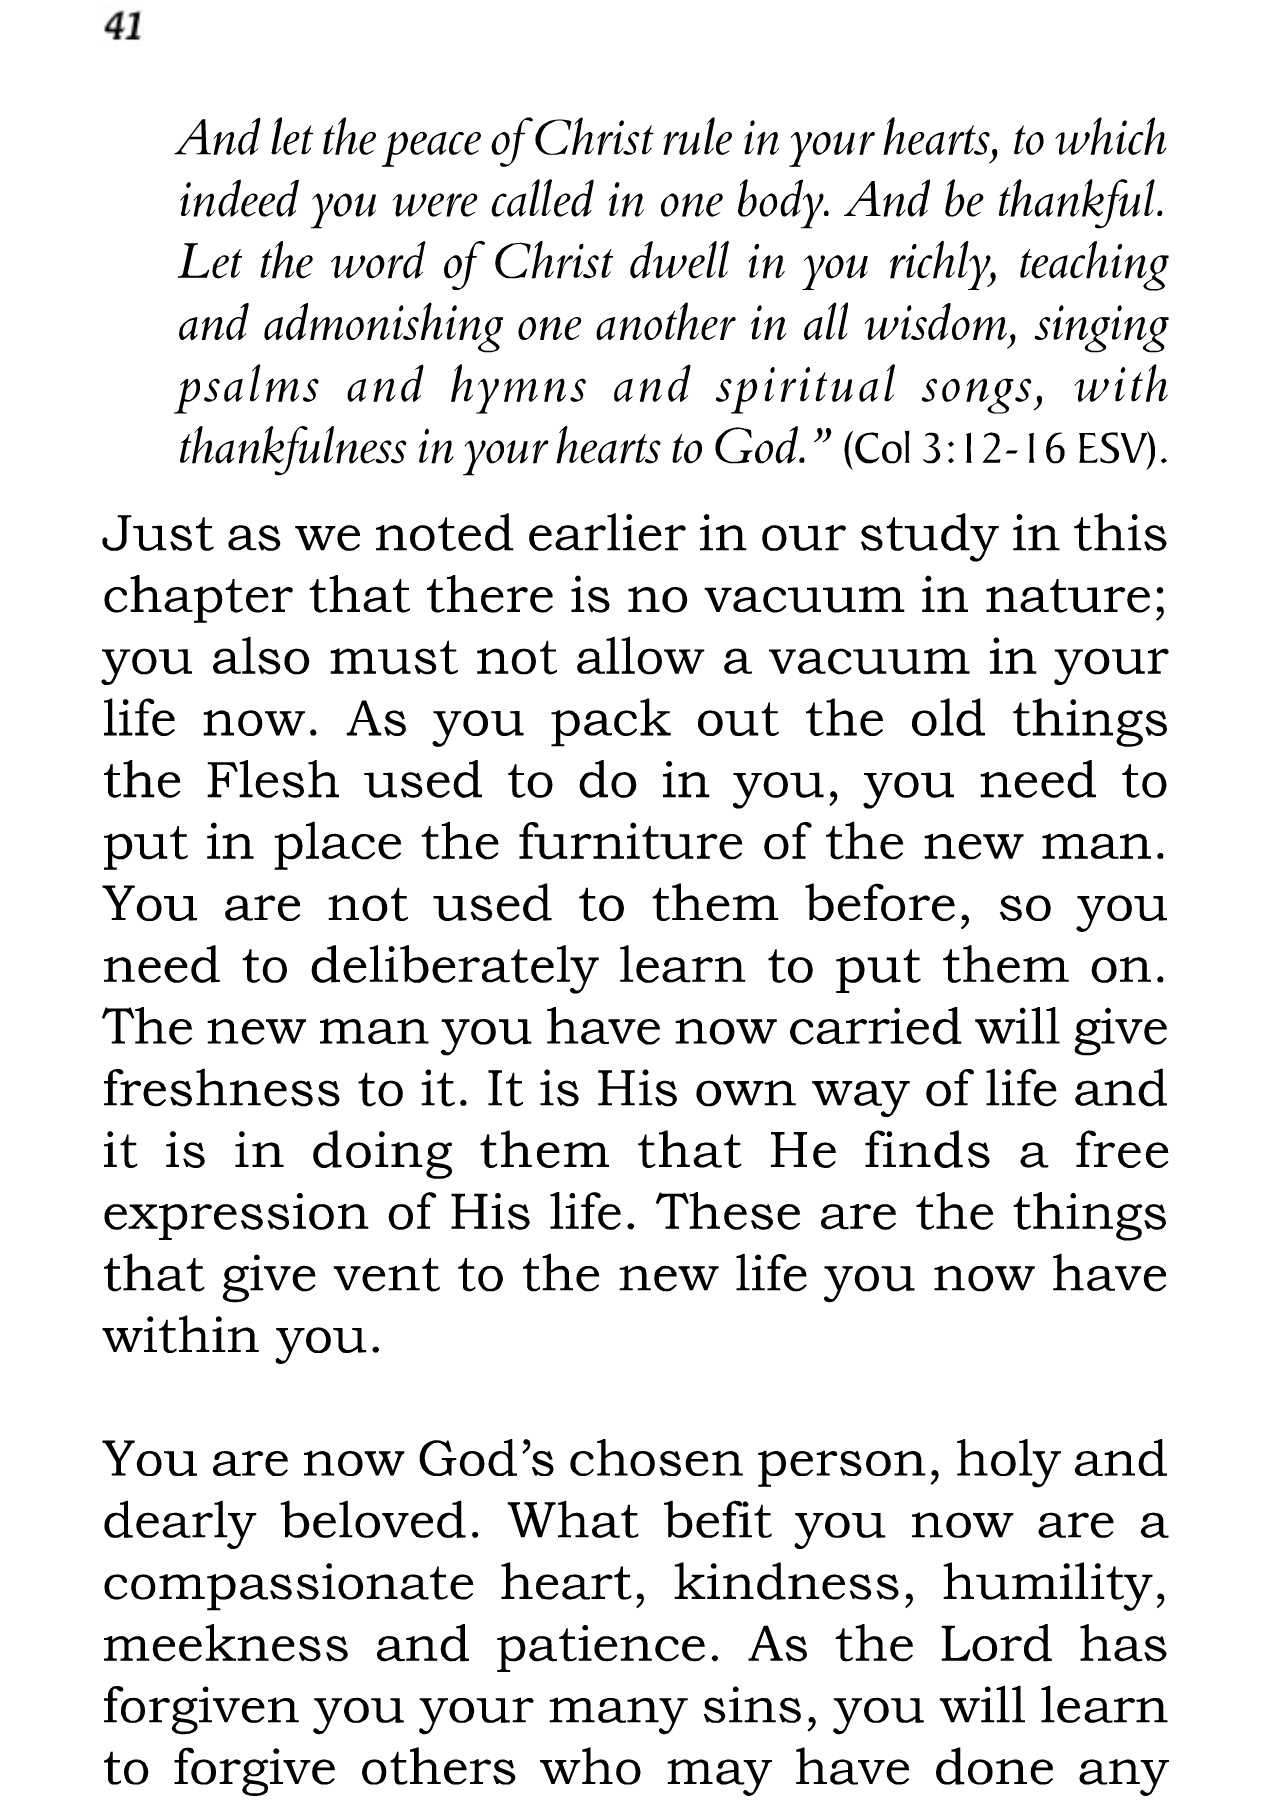 41
And let the peace of Christ rule in your hearts, to which
indeed you were called in one body. And be thankful.
Let the word of Christ dwell in you richly, teaching
and admonishing one another in all wisdom, singing
psalms and hymns and spiritual songs, with
thankfulness in your hearts to God.” (Col 3:12-16 ESV).
Just as we noted earlier in our study in this
chapter that there is no vacuum in nature;
you also must not allow a vacuum in your
life now. As you pack out the old things
the Flesh used to do in you, you need to
put in place the furniture of the new man.
You are not used to them before, so you
need to deliberately learn to put them on.
The new man you have now carried will give
freshness to it. It is His own way of life and
it is in doing them that He finds a free
expression of His life. These are the things
that give vent to the new life you now have
within you.
You are now God’s chosen person, holy and
dearly beloved. What befit you now are a
compassionate heart, kindness, humility,
meekness and patience. As the Lord has
forgiven you your many sins, you will learn
to forgive others who may have done any